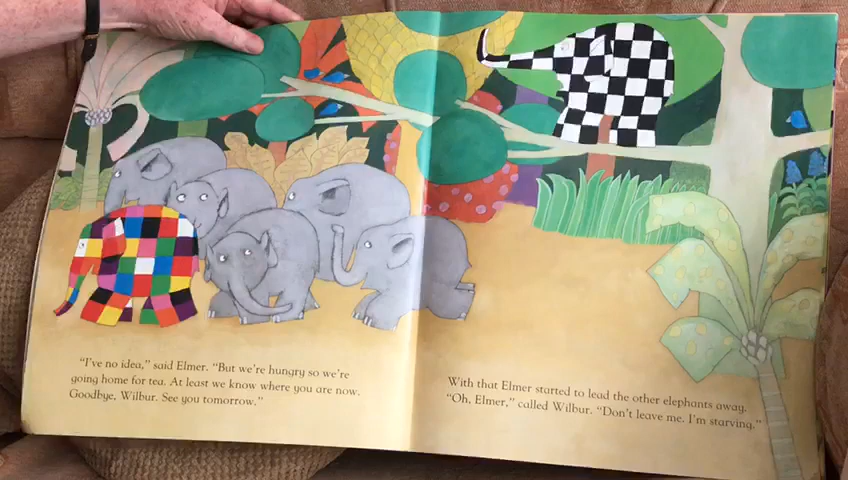 "I've no idea," said Elmer. "But we're hungry so we're
going home for tea. At least we know where you are now.
Goodbye, Wilbur. See you tomorrow."
With that Elmer started to lead the other elephants away.
"Oh, Elmer," called Wilbur. "Don't leave me. I'm starving."